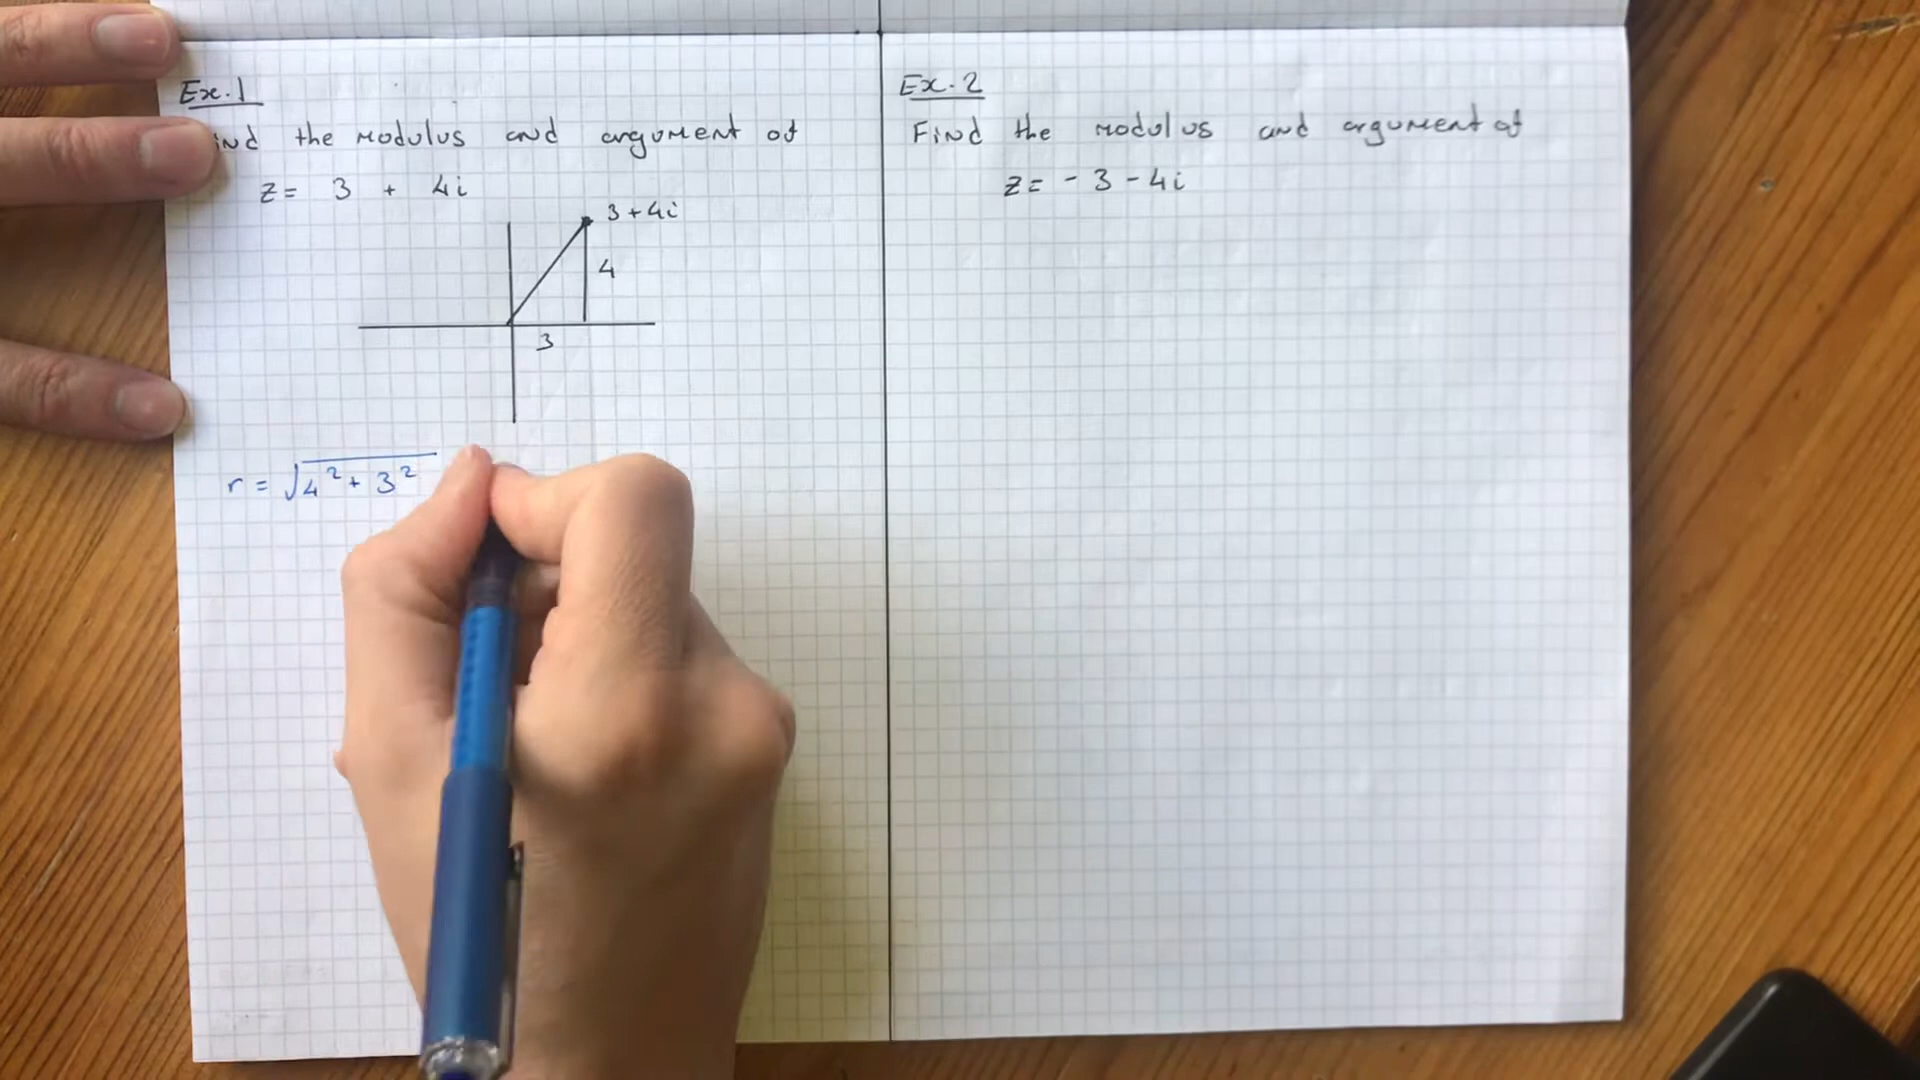 Ex.1
ind the modulus and argument of
z = 3 + 4i
3+4i
4
3
r = √4² + 3²
Ex.2
Find the modulus and argument of
z = -3-4i